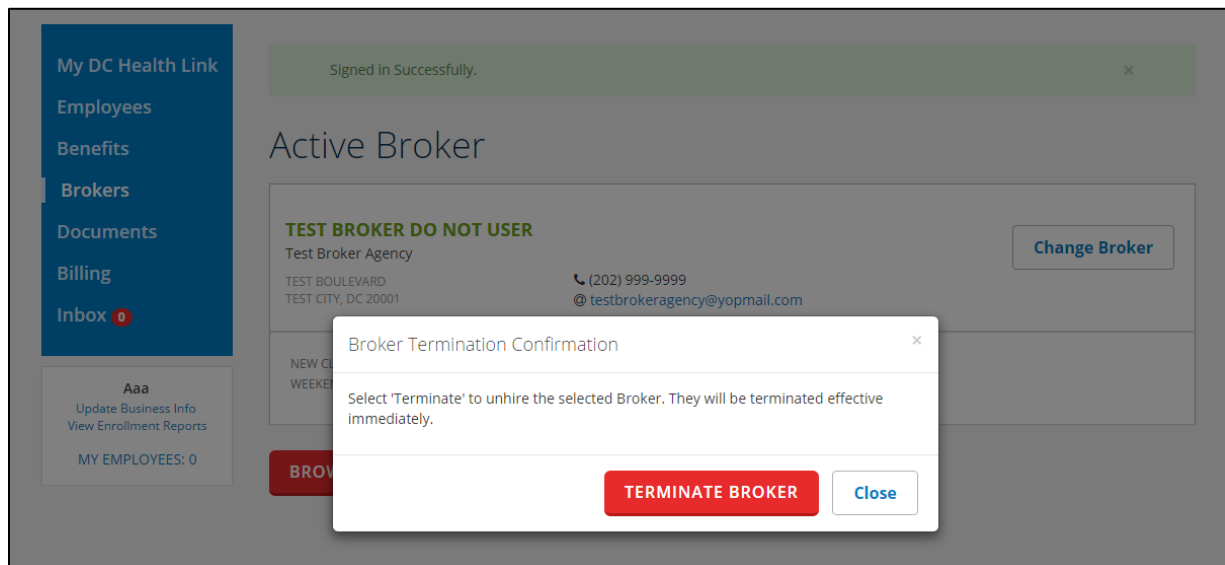 My DC Health Link
Employees
Benefits
Brokers
Documents
Billing
Inbox 0
Aaa
Update Business Info
View Enrollment Reports
MY EMPLOYEES: 0
Signed in Successfully. ×
Active Broker
TEST BROKER DO NOT USER
Test Broker Agency
TEST BOULEVARD
TEST CITY, DC 20001
(202) 999-9999
@ testbrokeragency@yopmail.com
Change Broker
NEW
Broker Termination Confirmation ×
Select 'Terminate' to unhire the selected Broker. They will be terminated effective
immediately.
TERMINATE BROKER
Close